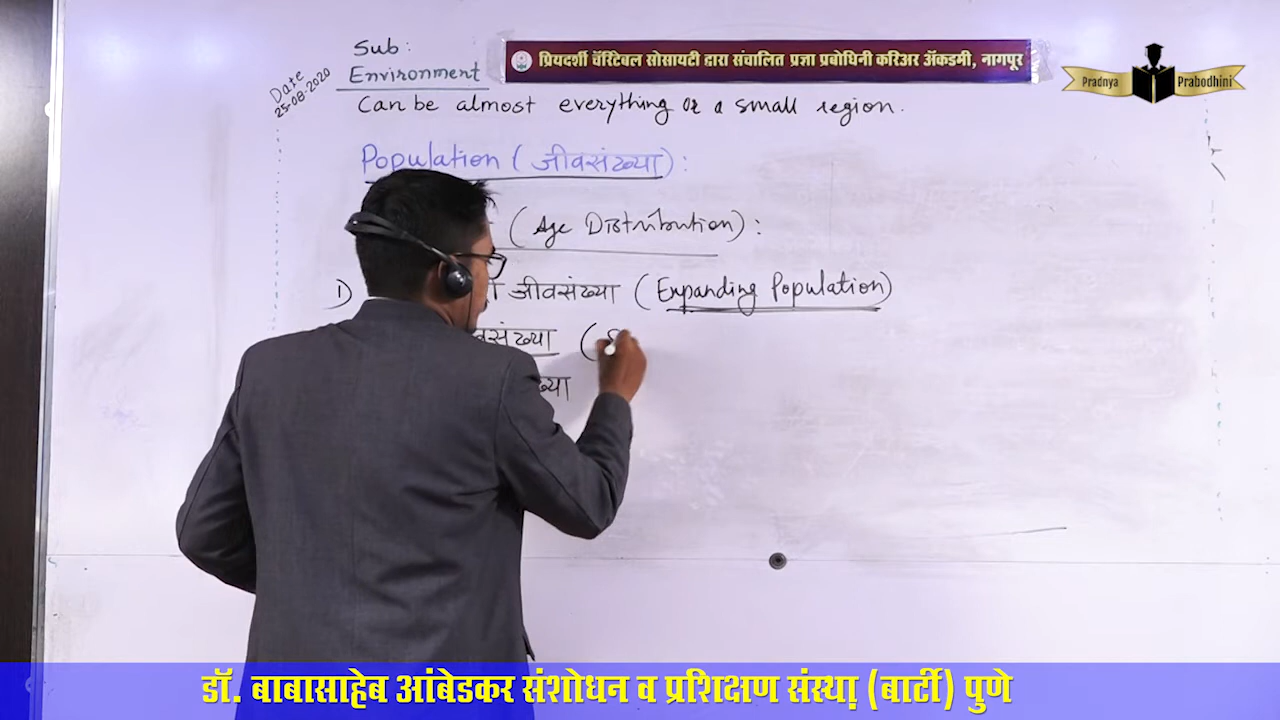 Sub:
Environment
Date
25-08-2020
प्रियदर्शी चॅरिटेबल सोसायटी द्वारा संचालित प्रज्ञा प्रबोधिनी करिअर अ‍ॅकडमी, नागपूर
Pradnya Prabodhini
Can be almost everything or a small region.
Population (जीवसंख्या):
(Age Distribution):
1) जीवसंख्या (Expanding Population)
(
डॉ. बाबासाहेब आंबेडकर संशोधन व प्रशिक्षण संस्था (बार्टी) पुणे